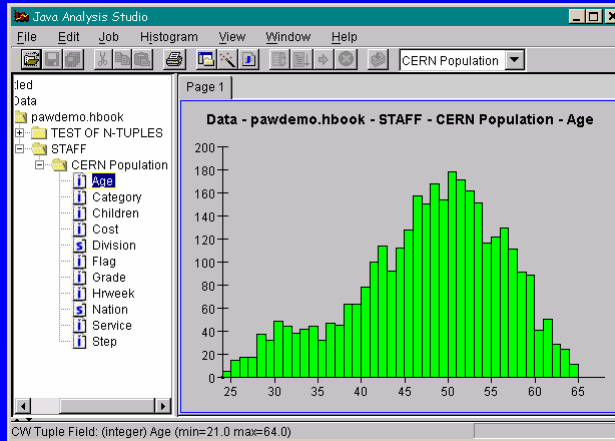 Java Analysis Studio
File Edit Job Histogram View Window Help
CERN Population
tled
Data
pawdemo.hbook
TEST OF N-TUPLES
STAFF
CERN Population
Age
Category
Children
Cost
Division
Flag
Grade
Hrweek
Nation
Service
Step
Page 1
Data - pawdemo.hbook - STAFF - CERN Population - Age
200
180
160
140
120
100
80
60
40
20
0
25 30 35 40 45 50 55 60 65
CW Tuple Field: (integer) Age (min=21.0 max=64.0)